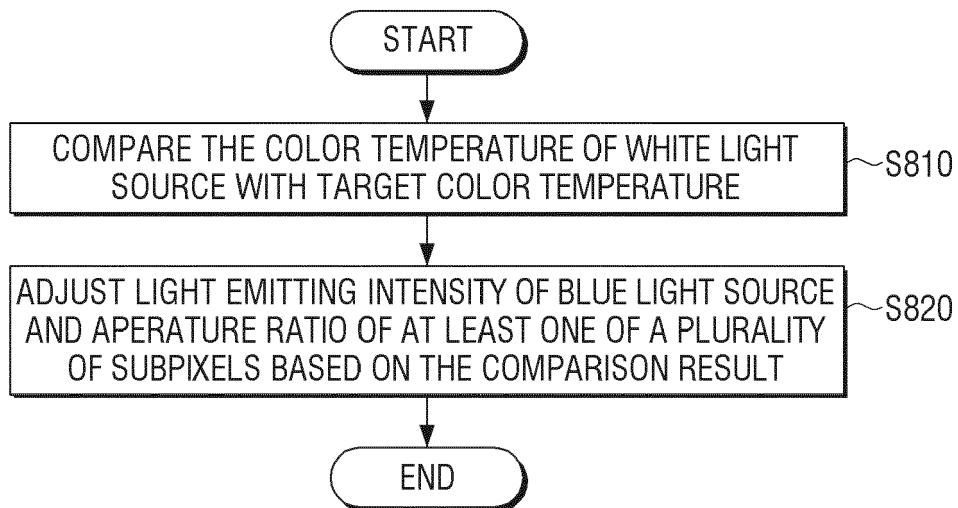 START
COMPARE THE COLOR TEMPERATURE OF WHITE LIGHT
SOURCE WITH TARGET COLOR TEMPERATURE
S810
ADJUST LIGHT EMITTING INTENSITY OF BLUE LIGHT SOURCE
AND APERATURE RATIO OF AT LEAST ONE OF A PLURALITY
OF SUBPIXELS BASED ON THE COMPARISON RESULT
S820
END